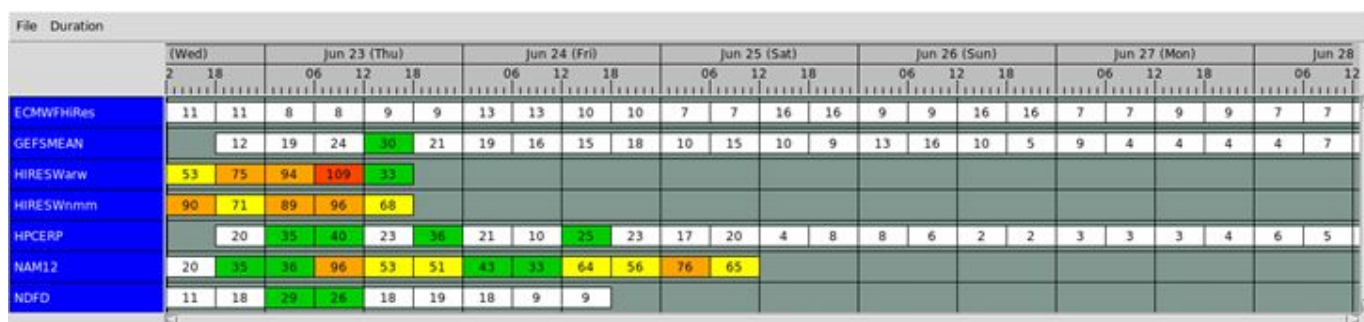 File Duration
(Wed) Jun 23 (Thu) Jun 24 (Fri) Jun 25 (Sat) Jun 26 (Sun) Jun 27 (Mon) Jun 28
2 18 06 12 18 06 12 18 06 12 18 06 12 18 06 12 18 06 12
ECMWFHiRes 11 11 8 8 9 9 13 13 10 10 7 7 16 16 9 9 16 16 7 7 9 9 7 7
GEFSMEAN 12 19 24 30 21 19 16 15 18 10 15 10 9 13 16 10 5 9 4 4 4 4 7
HIRESWarw 53 75 94 109 33
HIRESWnmm 90 71 89 96 68
HPCERP 20 35 40 23 36 21 10 25 23 17 20 4 8 8 6 2 2 3 3 3 4 6 5
NAM12 20 35 36 96 53 51 43 33 64 56 76 65
NDFD 11 18 29 26 18 19 18 9 9